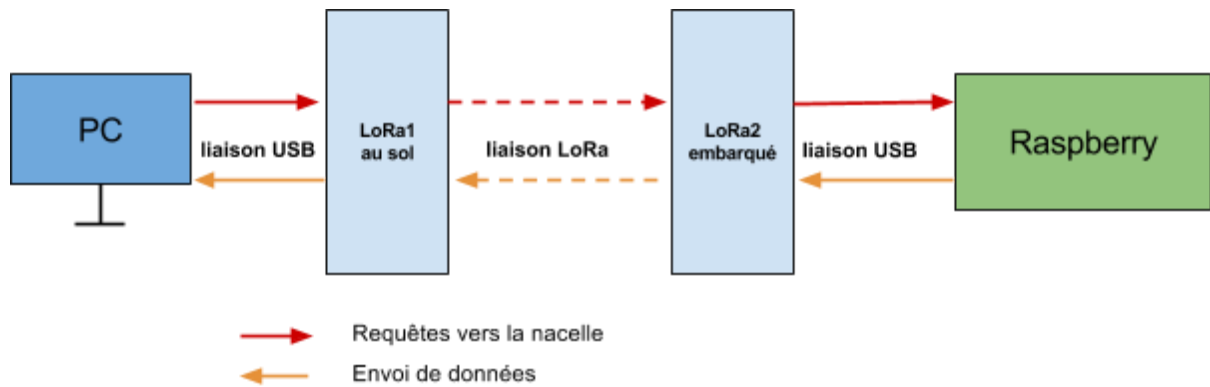 PC
liaison USB
LoRa1
au sol
liaison LoRa
LoRa2
embarqué
liaison USB
Raspberry
Requêtes vers la nacelle
Envoi de données